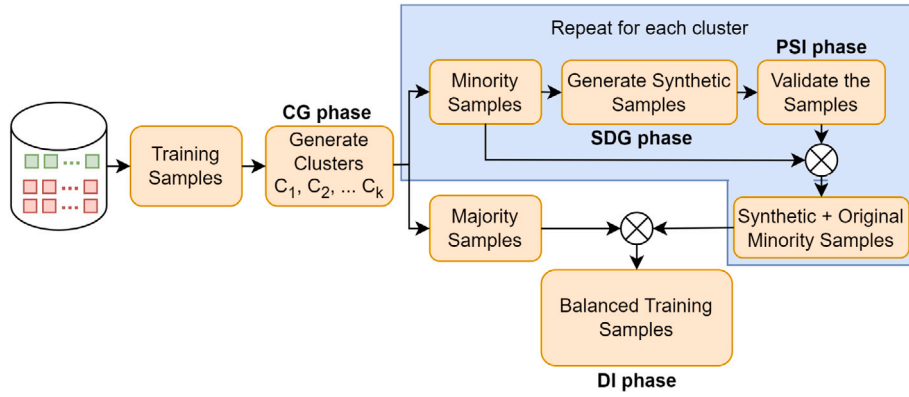 Repeat for each cluster
PSI phase
Minority
Samples
Generate Synthetic
Samples
Validate the
Samples
CG phase
SDG phase
Training
Samples
Generate
Clusters
C₁, C₂, ... Cₖ
Majority
Samples
Synthetic + Original
Minority Samples
Balanced Training
Samples
DI phase